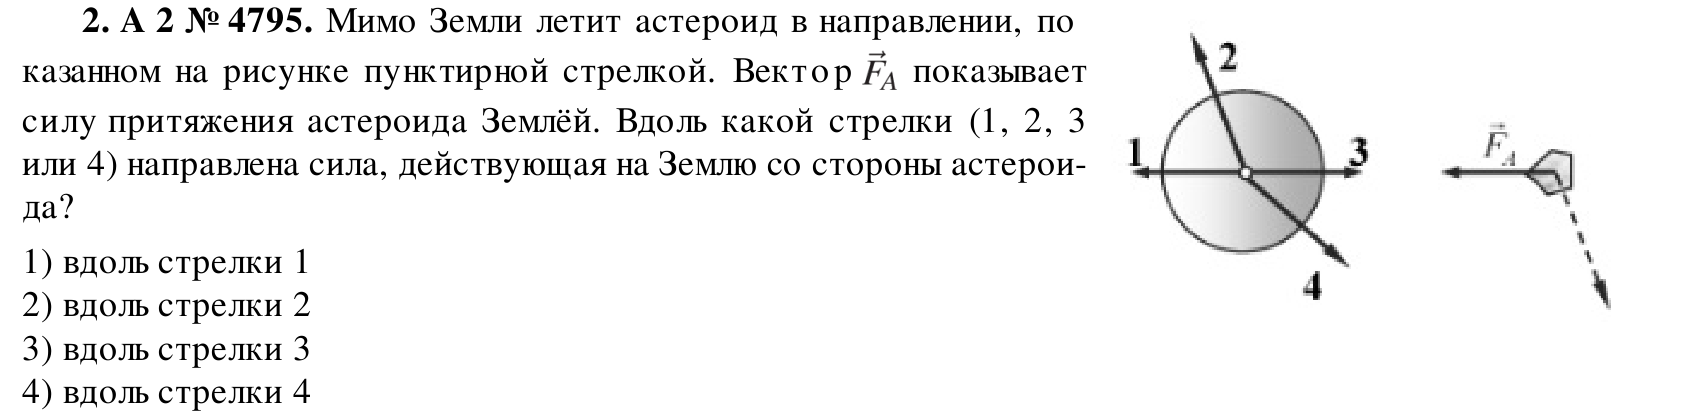 2. А 2 № 4795. Мимо Земли летит астероид в направлении, по
казанном на рисунке пунктирной стрелкой. Вектор F⃗_A показывает
силу притяжения астероида Землёй. Вдоль какой стрелки (1, 2, 3
или 4) направлена сила, действующая на Землю со стороны астерои-
да?
1) вдоль стрелки 1
2) вдоль стрелки 2
3) вдоль стрелки 3
4) вдоль стрелки 4
2
1
3
F⃗_A
4